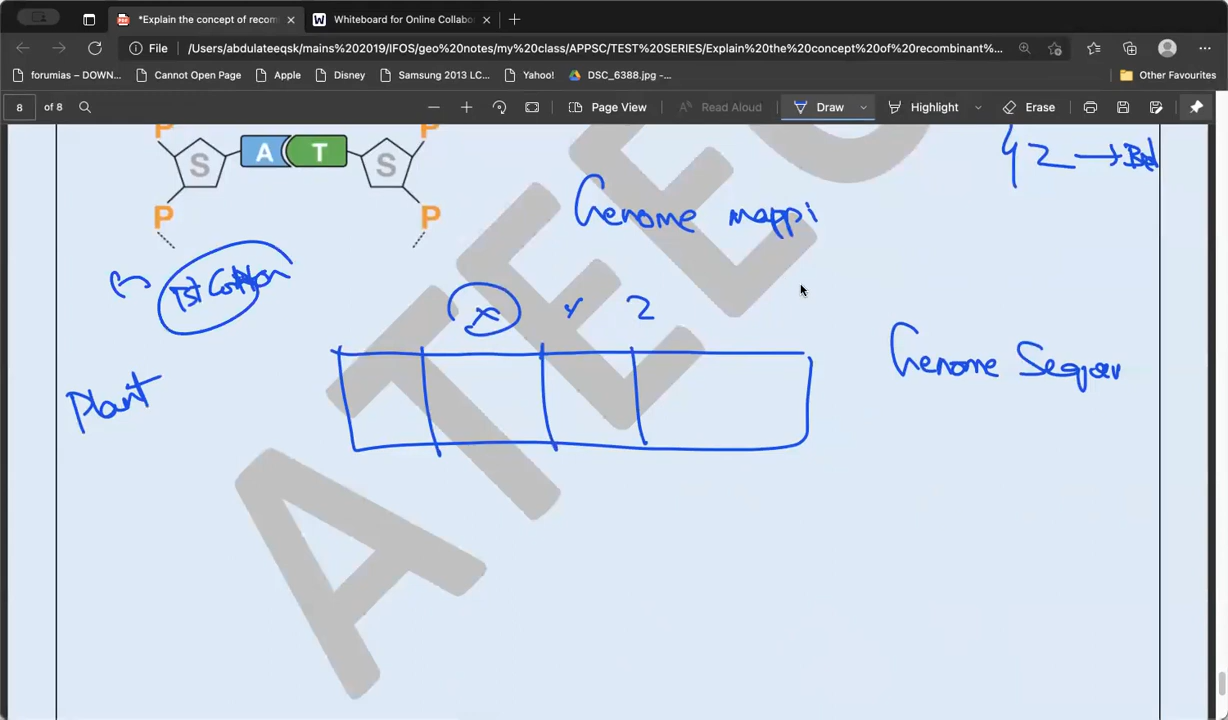 *Explain the concept of recom
Whiteboard for Online Collabo
File
/Users/abdulateeqsk/mains%202019/IFOS/geo%20notes/my%20class/APPSC/TEST%20SERIES/Explain%20the%20concept%20of%20recombinant%...
forumias – DOWN...
Cannot Open Page
Apple
Disney
Samsung 2013 LC...
Yahoo!
DSC_6388.jpg -...
Other Favourites
8 of 8
Page View
Read Aloud
Draw
Highlight
Erase
P P
S A T S
P P
Genome mappi
x Y Z
Genome Sequen
Plant
ATEE